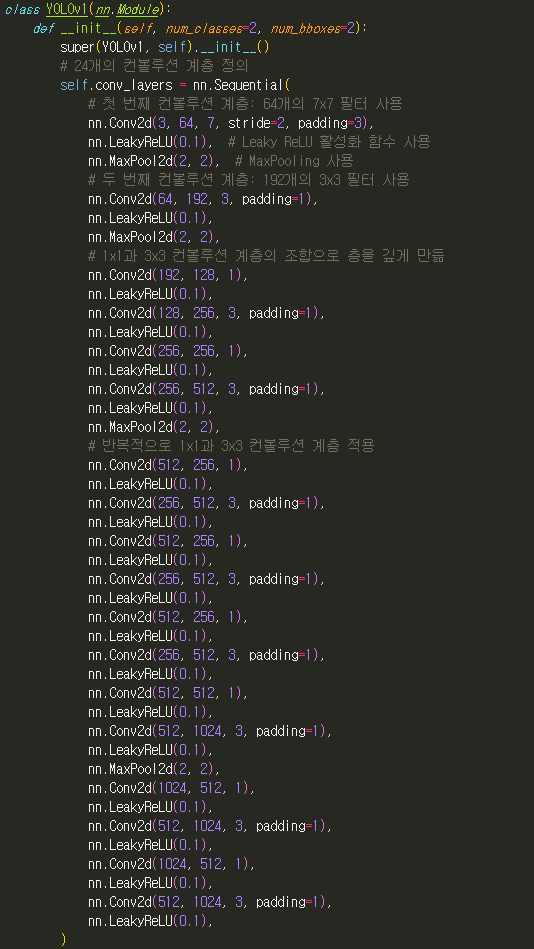 class YOLOv1(nn.Module):
    def __init__(self, num_classes=2, num_bboxes=2):
        super(YOLOv1, self).__init__()
        # 24개의 컨볼루션 계층 정의
        self.conv_layers = nn.Sequential(
            # 첫 번째 컨볼루션 계층: 64개의 7x7 필터 사용
            nn.Conv2d(3, 64, 7, stride=2, padding=3),
            nn.LeakyReLU(0.1),  # Leaky ReLU 활성화 함수 사용
            nn.MaxPool2d(2, 2),  # MaxPooling 사용
            # 두 번째 컨볼루션 계층: 192개의 3x3 필터 사용
            nn.Conv2d(64, 192, 3, padding=1),
            nn.LeakyReLU(0.1),
            nn.MaxPool2d(2, 2),
            # 1x1과 3x3 컨볼루션 계층의 조합으로 층을 깊게 만듦
            nn.Conv2d(192, 128, 1),
            nn.LeakyReLU(0.1),
            nn.Conv2d(128, 256, 3, padding=1),
            nn.LeakyReLU(0.1),
            nn.Conv2d(256, 256, 1),
            nn.LeakyReLU(0.1),
            nn.Conv2d(256, 512, 3, padding=1),
            nn.LeakyReLU(0.1),
            nn.MaxPool2d(2, 2),
            # 반복적으로 1x1과 3x3 컨볼루션 계층 적용
            nn.Conv2d(512, 256, 1),
            nn.LeakyReLU(0.1),
            nn.Conv2d(256, 512, 3, padding=1),
            nn.LeakyReLU(0.1),
            nn.Conv2d(512, 256, 1),
            nn.LeakyReLU(0.1),
            nn.Conv2d(256, 512, 3, padding=1),
            nn.LeakyReLU(0.1),
            nn.Conv2d(512, 256, 1),
            nn.LeakyReLU(0.1),
            nn.Conv2d(256, 512, 3, padding=1),
            nn.LeakyReLU(0.1),
            nn.Conv2d(512, 512, 1),
            nn.LeakyReLU(0.1),
            nn.Conv2d(512, 1024, 3, padding=1),
            nn.LeakyReLU(0.1),
            nn.MaxPool2d(2, 2),
            nn.Conv2d(1024, 512, 1),
            nn.LeakyReLU(0.1),
            nn.Conv2d(512, 1024, 3, padding=1),
            nn.LeakyReLU(0.1),
            nn.Conv2d(1024, 512, 1),
            nn.LeakyReLU(0.1),
            nn.Conv2d(512, 1024, 3, padding=1),
            nn.LeakyReLU(0.1),
        )